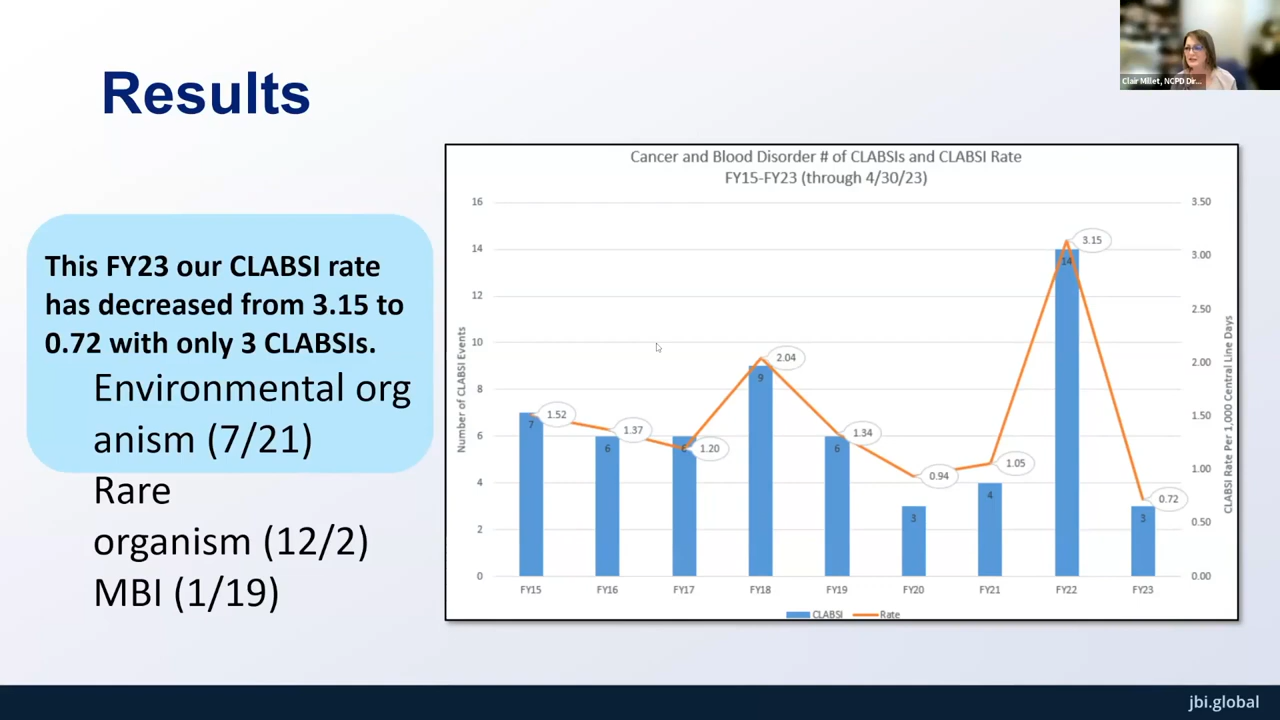 Results
Clair Millet, NCPD Dir...
This FY23 our CLABSI rate
has decreased from 3.15 to
0.72 with only 3 CLABSIs.
Environmental org
anism (7/21)
Rare
organism (12/2)
MBI (1/19)
Cancer and Blood Disorder # of CLABSIs and CLABSI Rate
FY15-FY23 (through 4/30/23)
Number of CLABSI Events
16
14
12
10
8
6
4
2
0
3.50
3.00
2.50
2.00
1.50
1.00
0.50
0.00
CLABSI Rate Per 1,000 Central Line Days
1.52
1.37
1.20
2.04
1.34
0.94
1.05
3.15
0.72
7
6
6
9
6
3
4
14
3
FY15
FY16
FY17
FY18
FY19
FY20
FY21
FY22
FY23
CLABSI
Rate
jbi.global